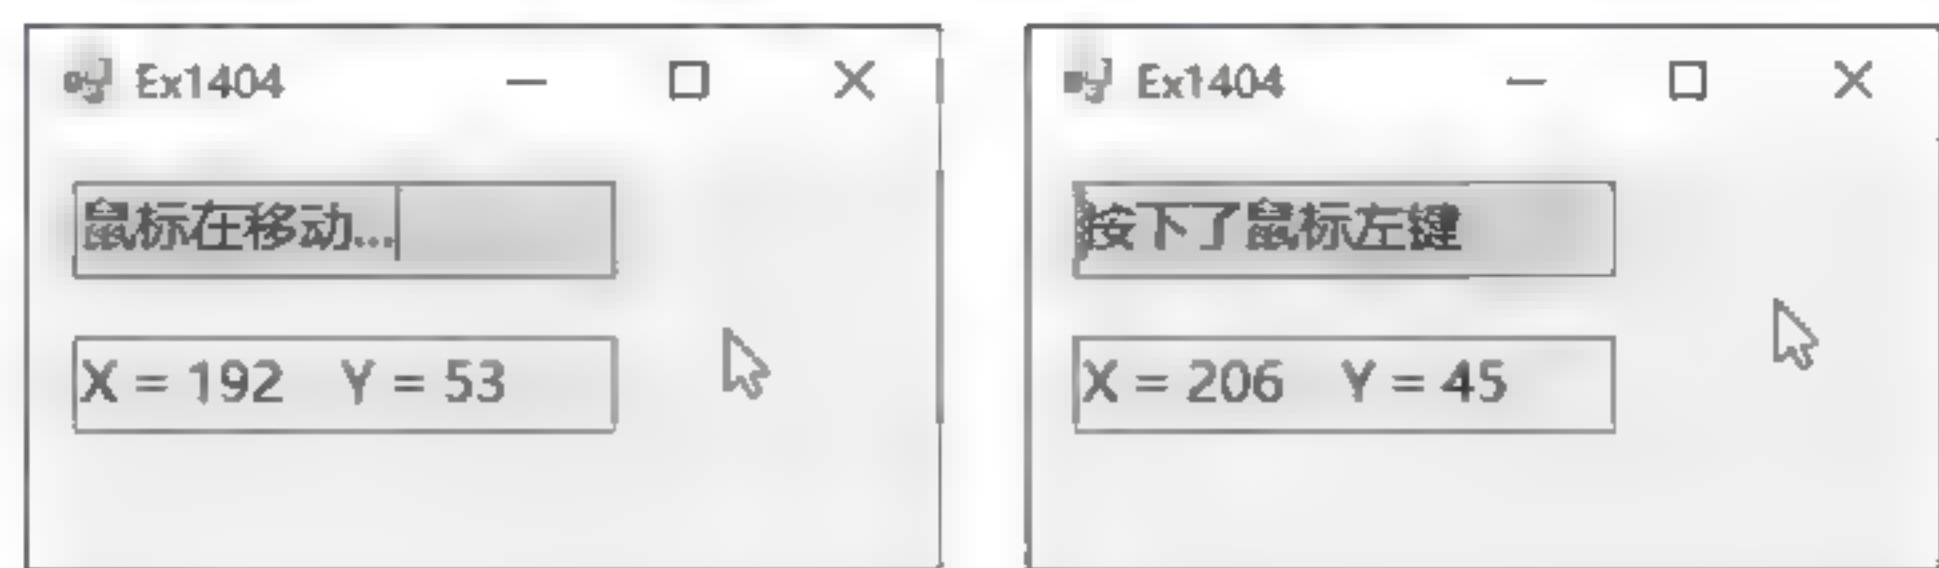 Ex1404
鼠标在移动...
X = 192 Y = 53
Ex1404
按下了鼠标左键
X = 206 Y = 45